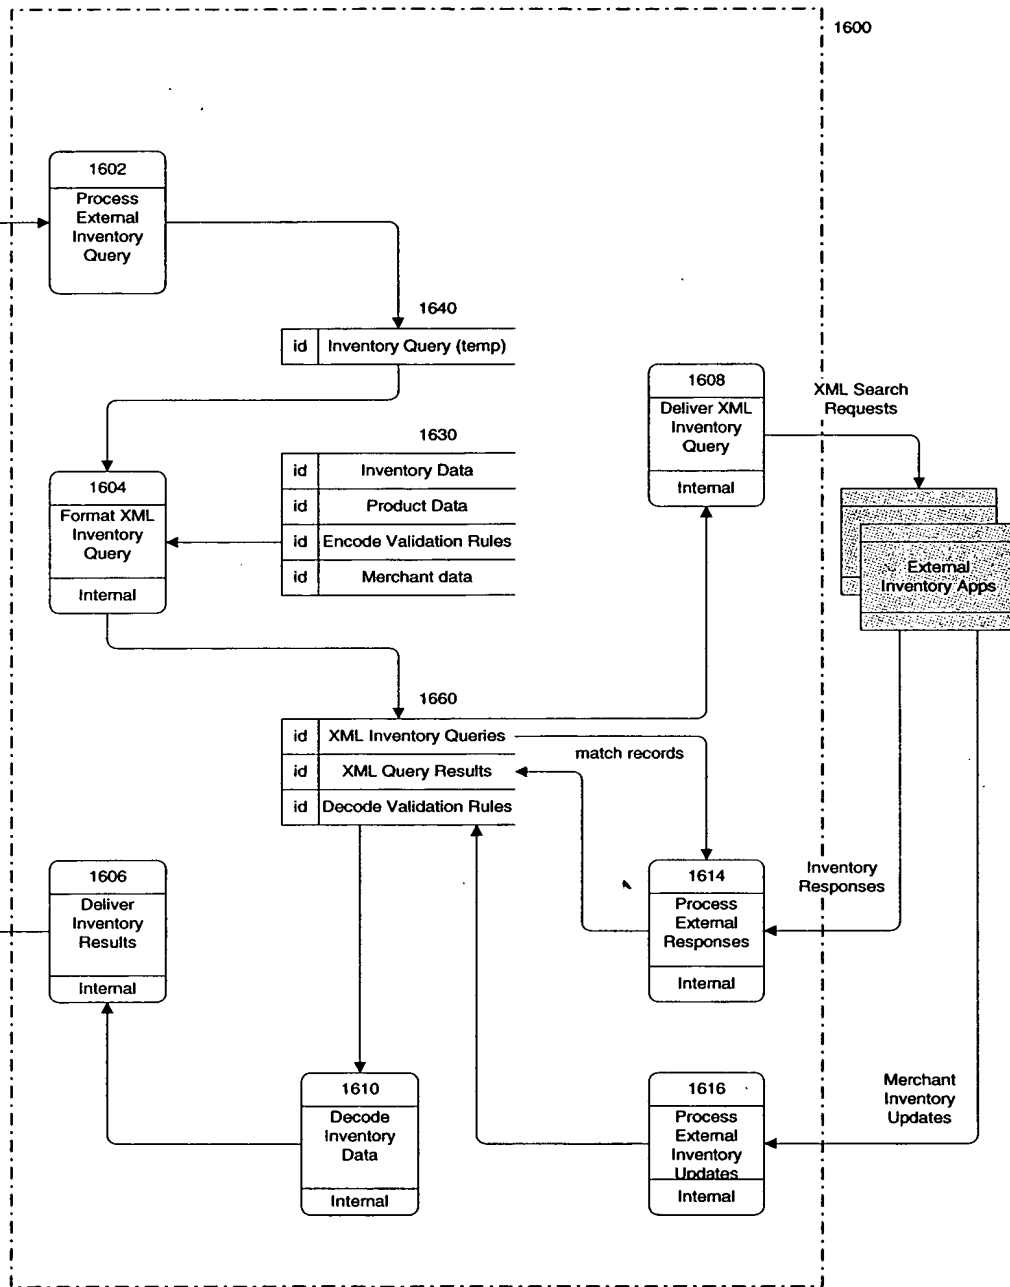 1600
1602
Process
External
Inventory
Query
1640
id Inventory Query (temp)
1608
Deliver XML
Inventory
Query
Internal
XML Search
Requests
1630
id Inventory Data
id Product Data
id Encode Validation Rules
id Merchant data
1604
Format XML
Inventory
Query
Internal
External
Inventory Apps
1660
id XML Inventory Queries
id XML Query Results
id Decode Validation Rules
match records
1606
Deliver
Inventory
Results
Internal
1614
Process
External
Responses
Internal
Inventory
Responses
1610
Decode
Inventory
Data
Internal
1616
Process
External
Inventory
Updates
Internal
Merchant
Inventory
Updates